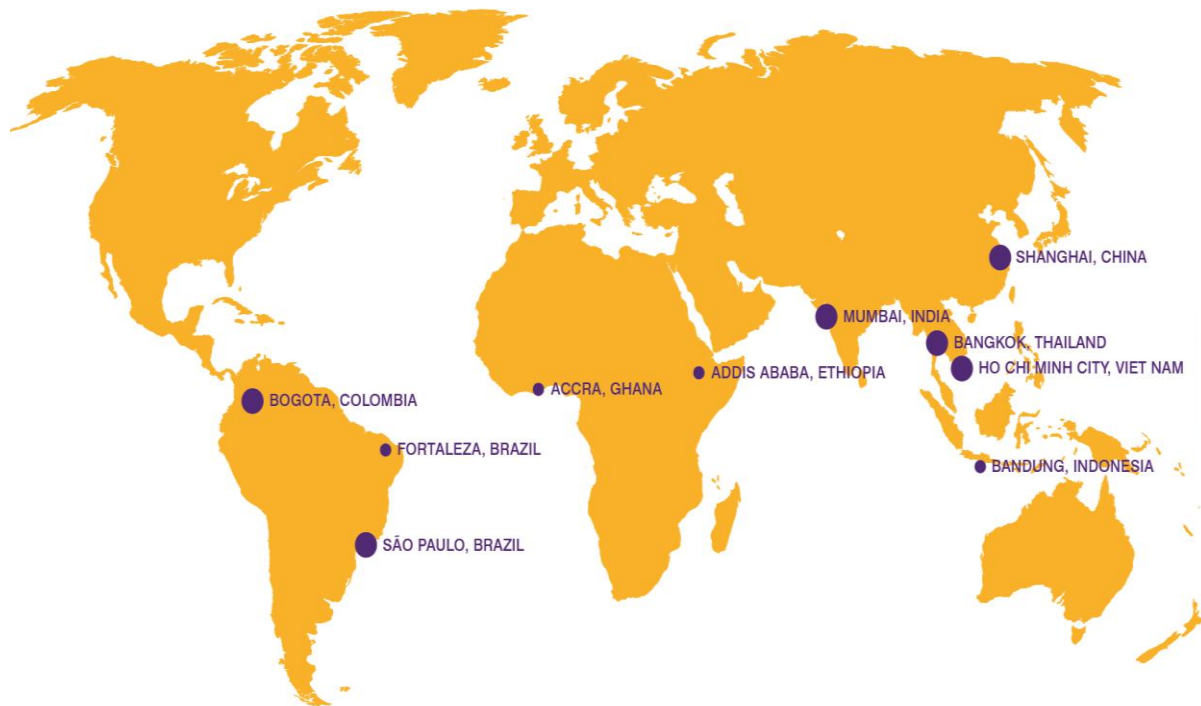 SHANGHAI, CHINA
MUMBAI, INDIA
BANGKOK, THAILAND
HO CHI MINH CITY, VIET NAM
ADDIS ABABA, ETHIOPIA
ACCRA, GHANA
BOGOTA, COLOMBIA
FORTALEZA, BRAZIL
BANDUNG, INDONESIA
SÃO PAULO, BRAZIL